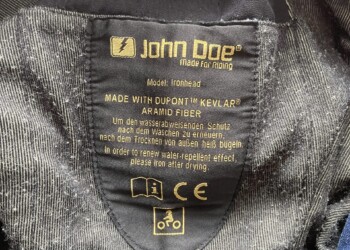 John Doe®
Made for Riding
Model: Ironhead
MADE WITH DUPONT™ KEVLAR®
ARAMID FIBER
Um den wasserabweisenden Schutz
nach dem Waschen zu erneuern,
nach dem Trocknen von außen heiß bügeln.
In order to renew water-repellent effect,
please iron after drying.
i
CE